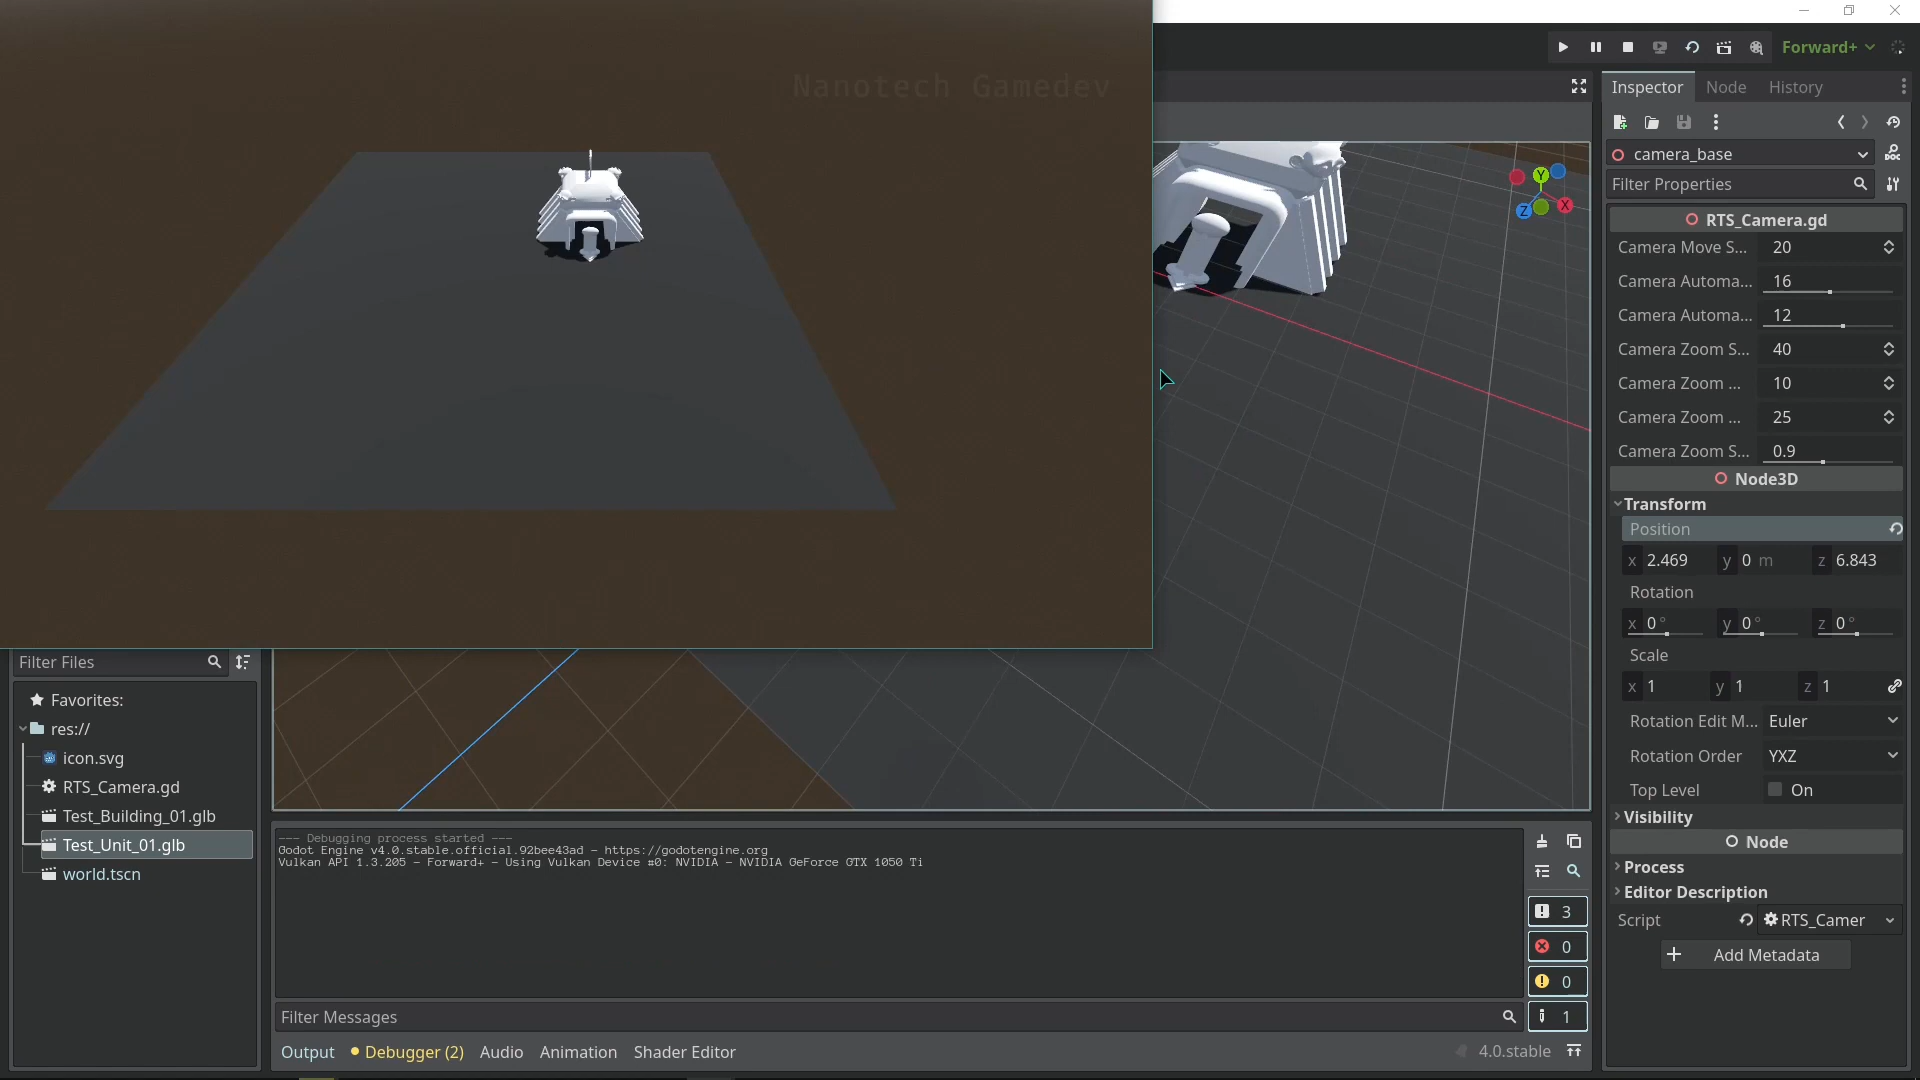 Forward+
Nanotech Gamedev
Inspector
Node
History
camera_base
Filter Properties
RTS_Camera.gd
Camera Move S... 20
Camera Automa... 16
Camera Automa... 12
Camera Zoom S... 40
Camera Zoom ... 10
Camera Zoom ... 25
Camera Zoom S... 0.9
Node3D
Transform
Position
x 2.469 y 0 m z 6.843
Rotation
x 0° y 0° z 0°
Scale
x 1 y 1 z 1
Rotation Edit M... Euler
Rotation Order YXZ
Top Level On
Visibility
Node
Process
Editor Description
Script RTS_Camer
Add Metadata
Y
Z
X
Filter Files
Favorites:
res://
icon.svg
RTS_Camera.gd
Test_Building_01.glb
Test_Unit_01.glb
world.tscn
--- Debugging process started ---
Godot Engine v4.0.stable.official.92bee43ad - https://godotengine.org
Vulkan API 1.3.205 - Forward+ - Using Vulkan Device #0: NVIDIA - NVIDIA GeForce GTX 1050 Ti
3
0
0
1
Filter Messages
Output
Debugger (2)
Audio
Animation
Shader Editor
4.0.stable